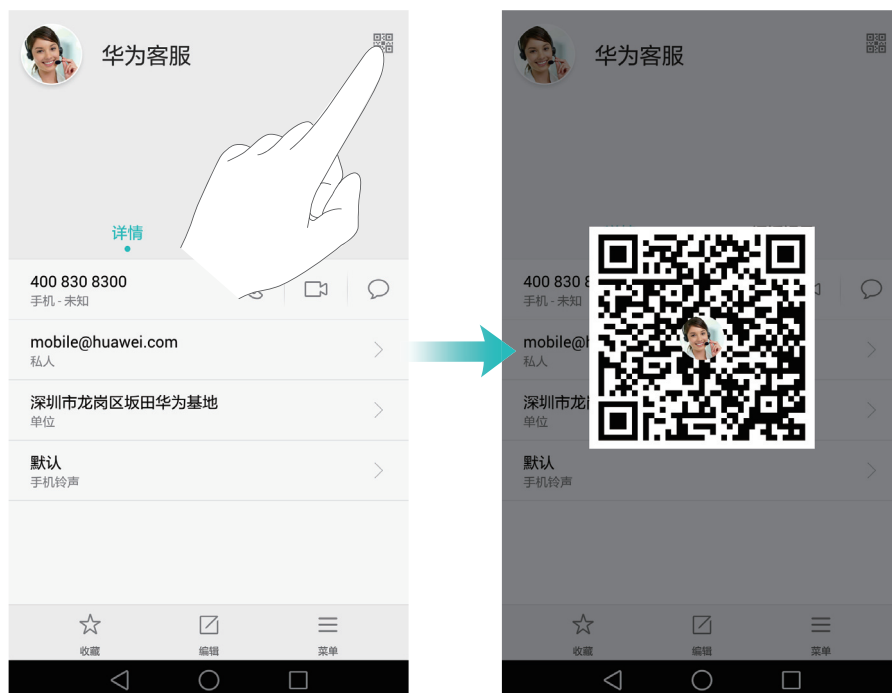 华为客服
详情
400 830 8300
手机 - 未知
mobile@huawei.com
私人
深圳市龙岗区坂田华为基地
单位
默认
手机铃声
收藏
编辑
菜单
华为客服
400 830 8
手机 - 未知
mobile@h
深圳市龙
单位
默认
手机铃声
收藏
编辑
菜单